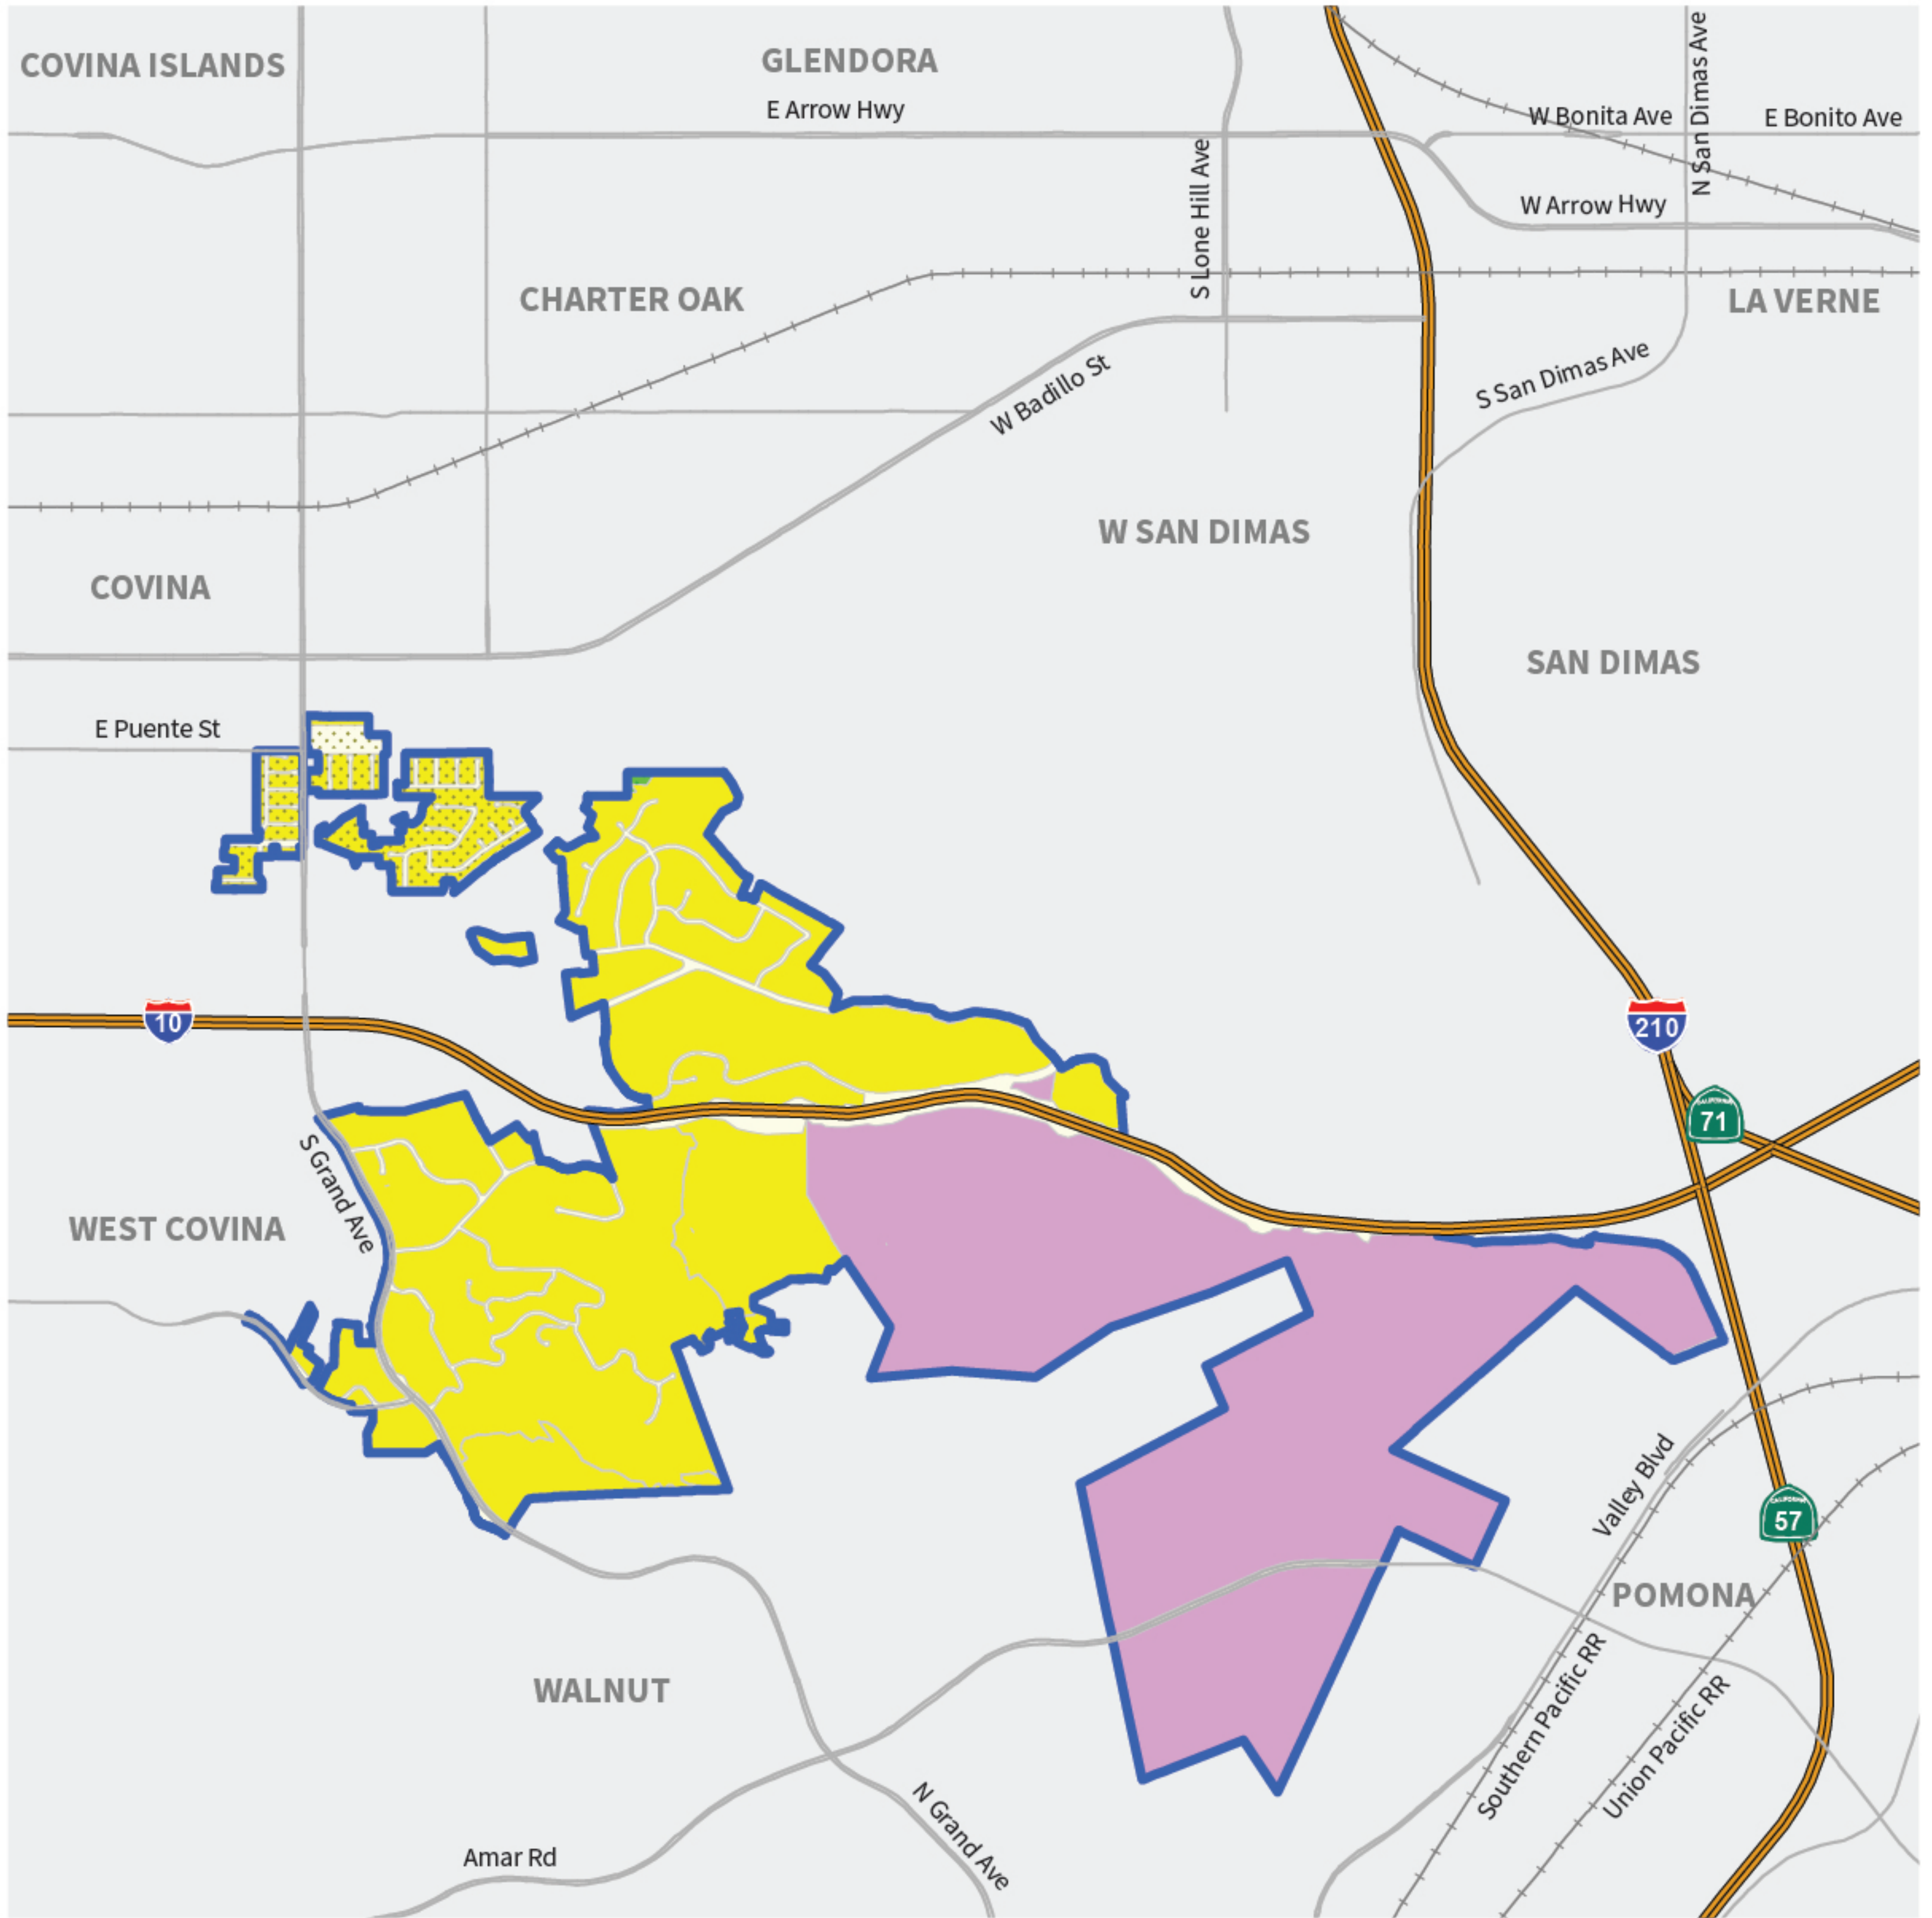 COVINA ISLANDS
GLENDORA
E Arrow Hwy
N San Dimas Ave
W Bonita Ave
E Bonito Ave
S Lone Hill Ave
W Arrow Hwy
CHARTER OAK
LA VERNE
W Badillo St
S San Dimas Ave
W SAN DIMAS
COVINA
SAN DIMAS
E Puente St
10
210
CALIFORNIA
71
S Grand Ave
WEST COVINA
Valley Blvd
CALIFORNIA
57
POMONA
WALNUT
Southern Pacific RR
Union Pacific RR
N Grand Ave
Amar Rd